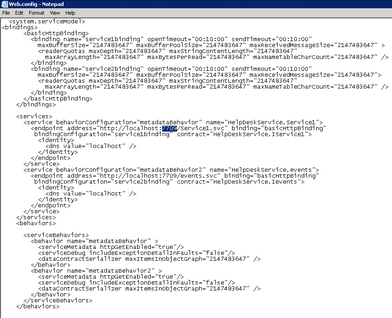 Web.config - Notepad
File Edit Format View Help
<system.serviceModel>
<bindings>
<basicHttpBinding>
<binding name="service1binding" openTimeout="00:10:00" sendTimeout="00:10:00"
maxBufferSize="2147483647" maxBufferPoolSize="2147483647" maxReceivedMessageSize="2147483647" >
<readerQuotas maxDepth="2147483647" maxStringContentLength="2147483647"
maxArrayLength="2147483647" maxBytesPerRead="2147483647" maxNameTableCharCount="2147483647" />
</binding>
<binding name="service2binding" openTimeout="00:10:00" sendTimeout="00:10:00"
maxBufferSize="2147483647" maxBufferPoolSize="2147483647" maxReceivedMessageSize="2147483647" >
<readerQuotas maxDepth="2147483647" maxStringContentLength="2147483647"
maxArrayLength="2147483647" maxBytesPerRead="2147483647" maxNameTableCharCount="2147483647" />
</binding>
</basicHttpBinding>
</bindings>
<services>
<service behaviorConfiguration="metadataBehavior" name="HelpDeskService.Service1">
<endpoint address="http://localhost:7709/Service1.svc" binding="basicHttpBinding"
bindingConfiguration="service1binding" contract="HelpDeskService.IService1">
<identity>
<dns value="localhost" />
</identity>
</endpoint>
</service>
<service behaviorConfiguration="metadataBehavior2" name="HelpDeskService.events">
<endpoint address="http://localhost:7709/events.svc" binding="basicHttpBinding"
bindingConfiguration="service2binding" contract="HelpDeskService.Ievents">
<identity>
<dns value="localhost" />
</identity>
</endpoint>
</service>
</services>
<behaviors>
<serviceBehaviors>
<behavior name="metadataBehavior" >
<serviceMetadata httpGetEnabled="true"/>
<serviceDebug includeExceptionDetailInFaults="false"/>
<dataContractSerializer maxItemsInObjectGraph="2147483647" />
</behavior>
<behavior name="metadataBehavior2" >
<serviceMetadata httpGetEnabled="true"/>
<serviceDebug includeExceptionDetailInFaults="false"/>
<dataContractSerializer maxItemsInObjectGraph="2147483647" />
</behavior>
</serviceBehaviors>
</behaviors>